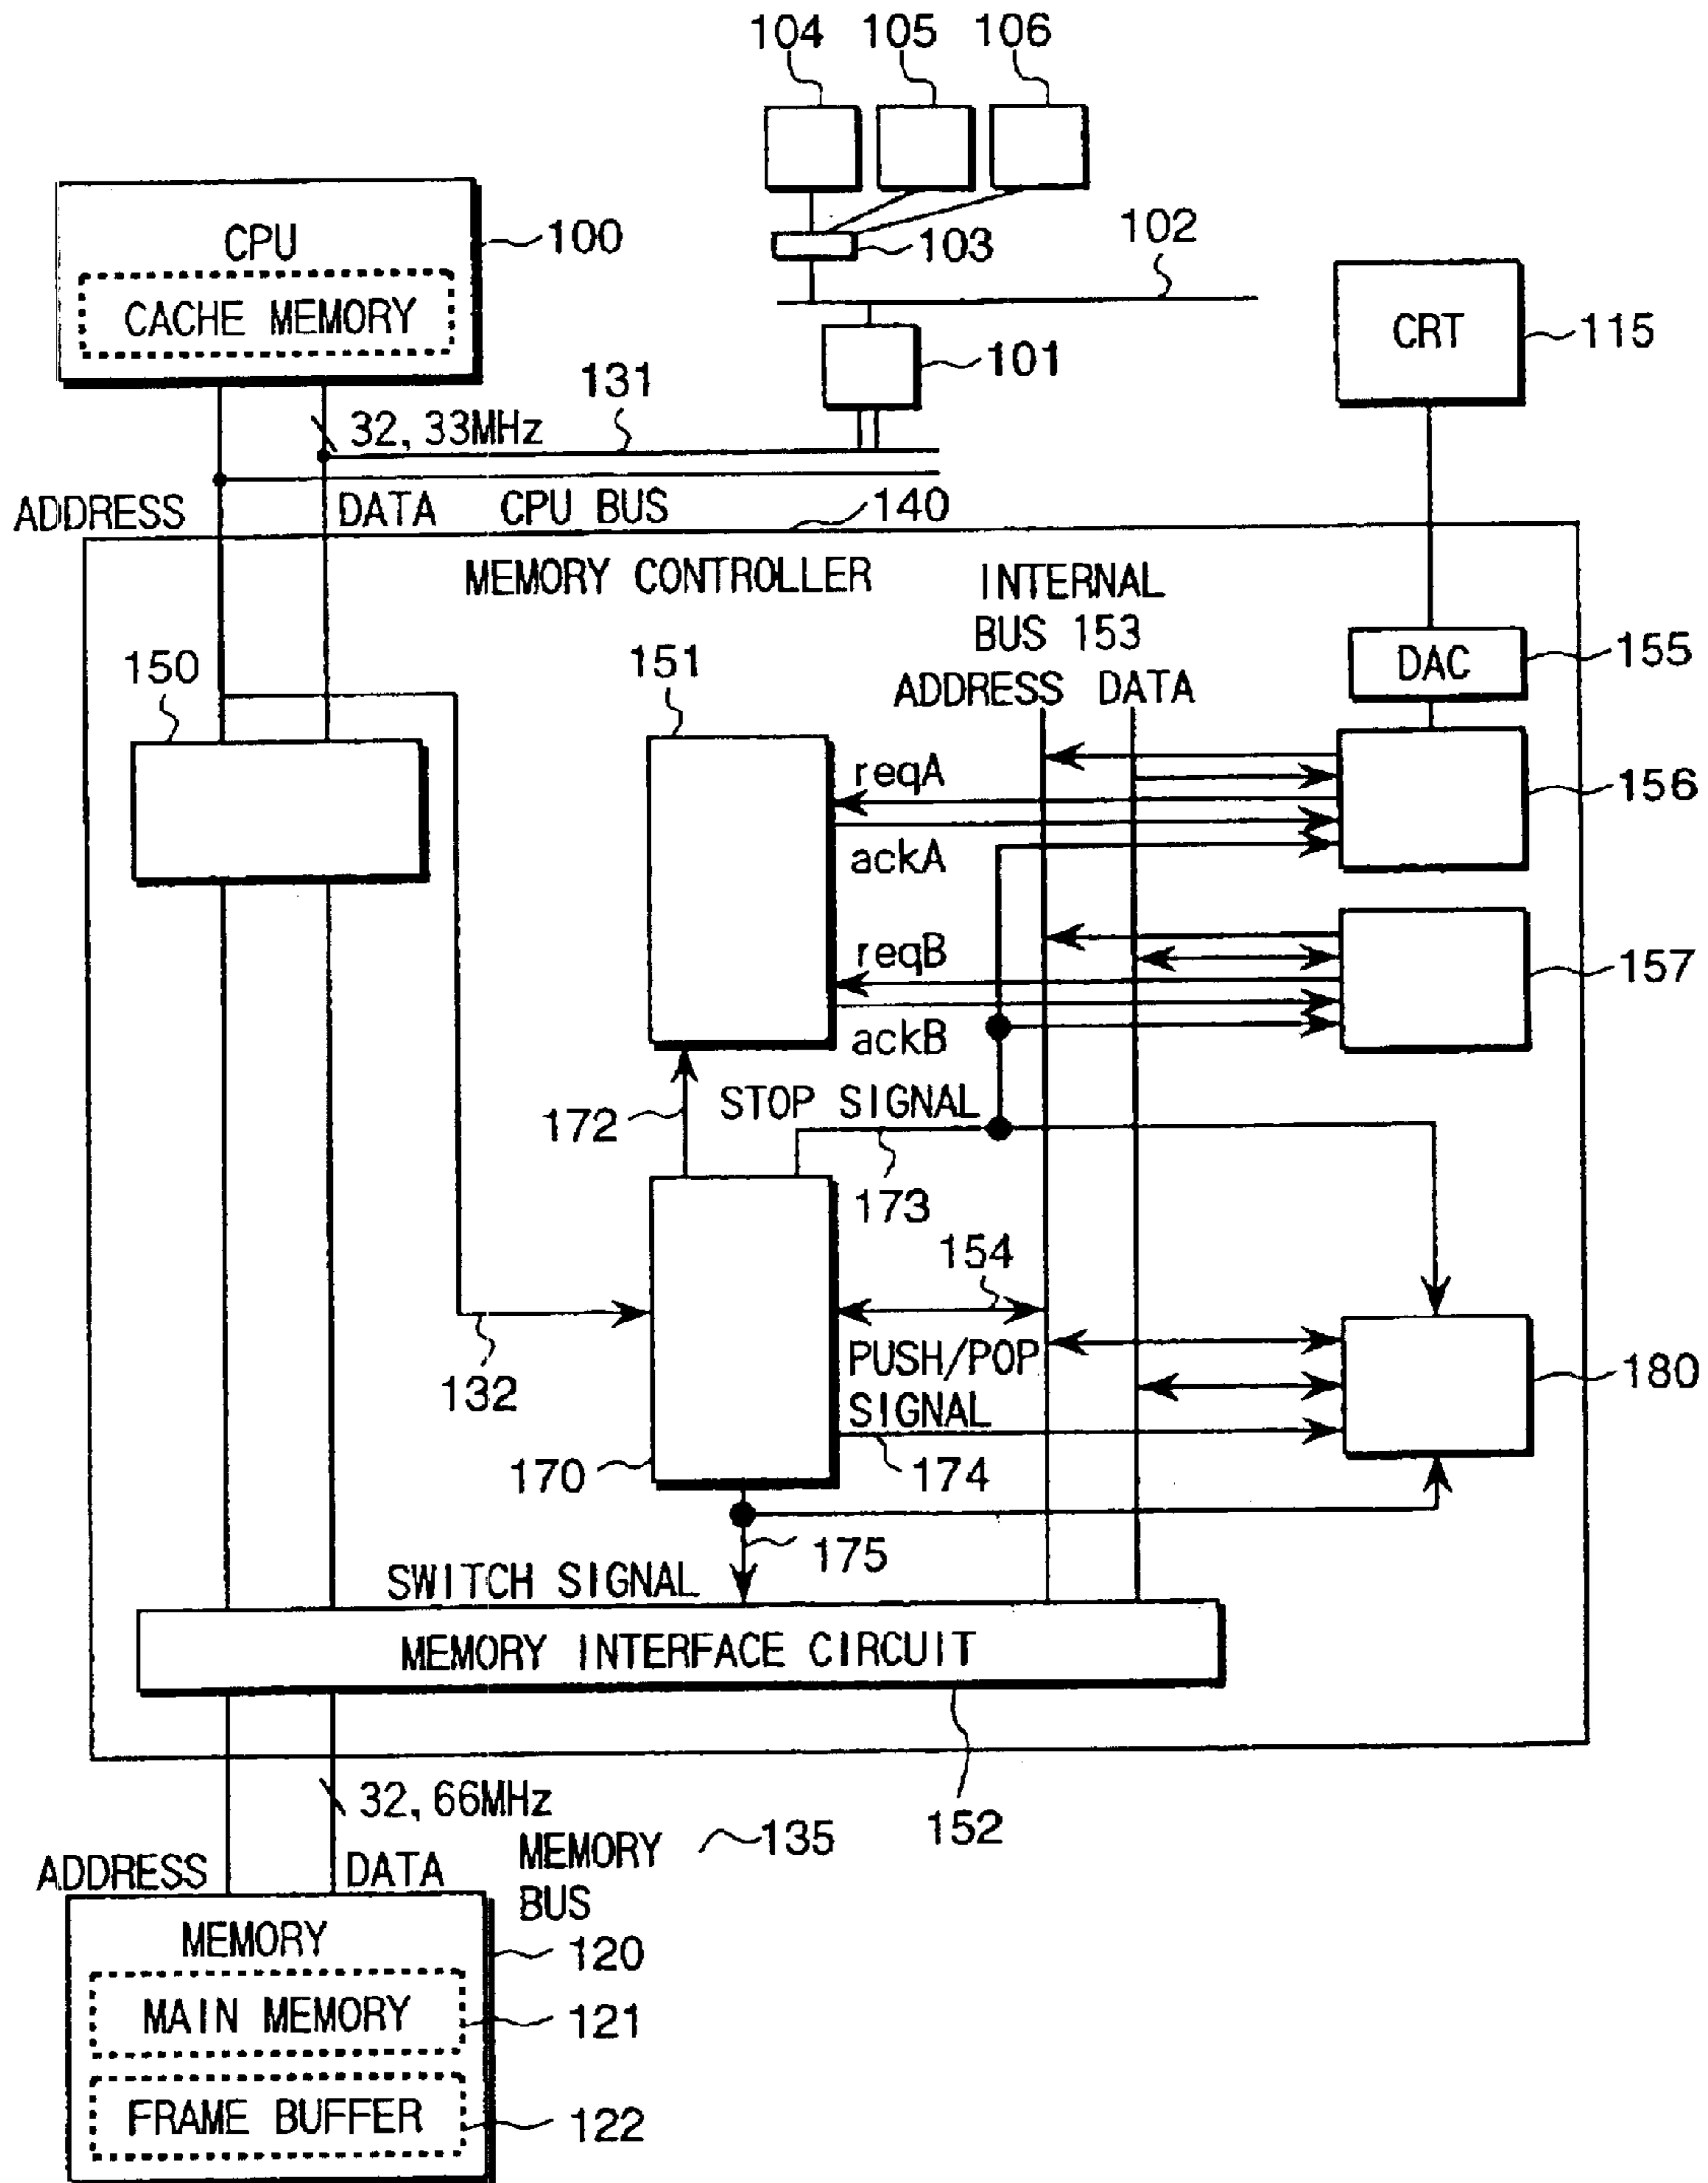 104 105 106
CPU
100
103
102
CACHE MEMORY
CRT
115
101
131
32, 33MHz
ADDRESS DATA CPU BUS
140
MEMORY CONTROLLER
INTERNAL
BUS 153
155
DAC
150
151
ADDRESS DATA
reqA
156
ackA
reqB
157
ackB
STOP SIGNAL
172
173
154
PUSH/POP
SIGNAL
180
132
170
174
175
SWITCH SIGNAL
MEMORY INTERFACE CIRCUIT
32, 66MHz
152
MEMORY
BUS
135
ADDRESS DATA
MEMORY
120
MAIN MEMORY
121
FRAME BUFFER
122